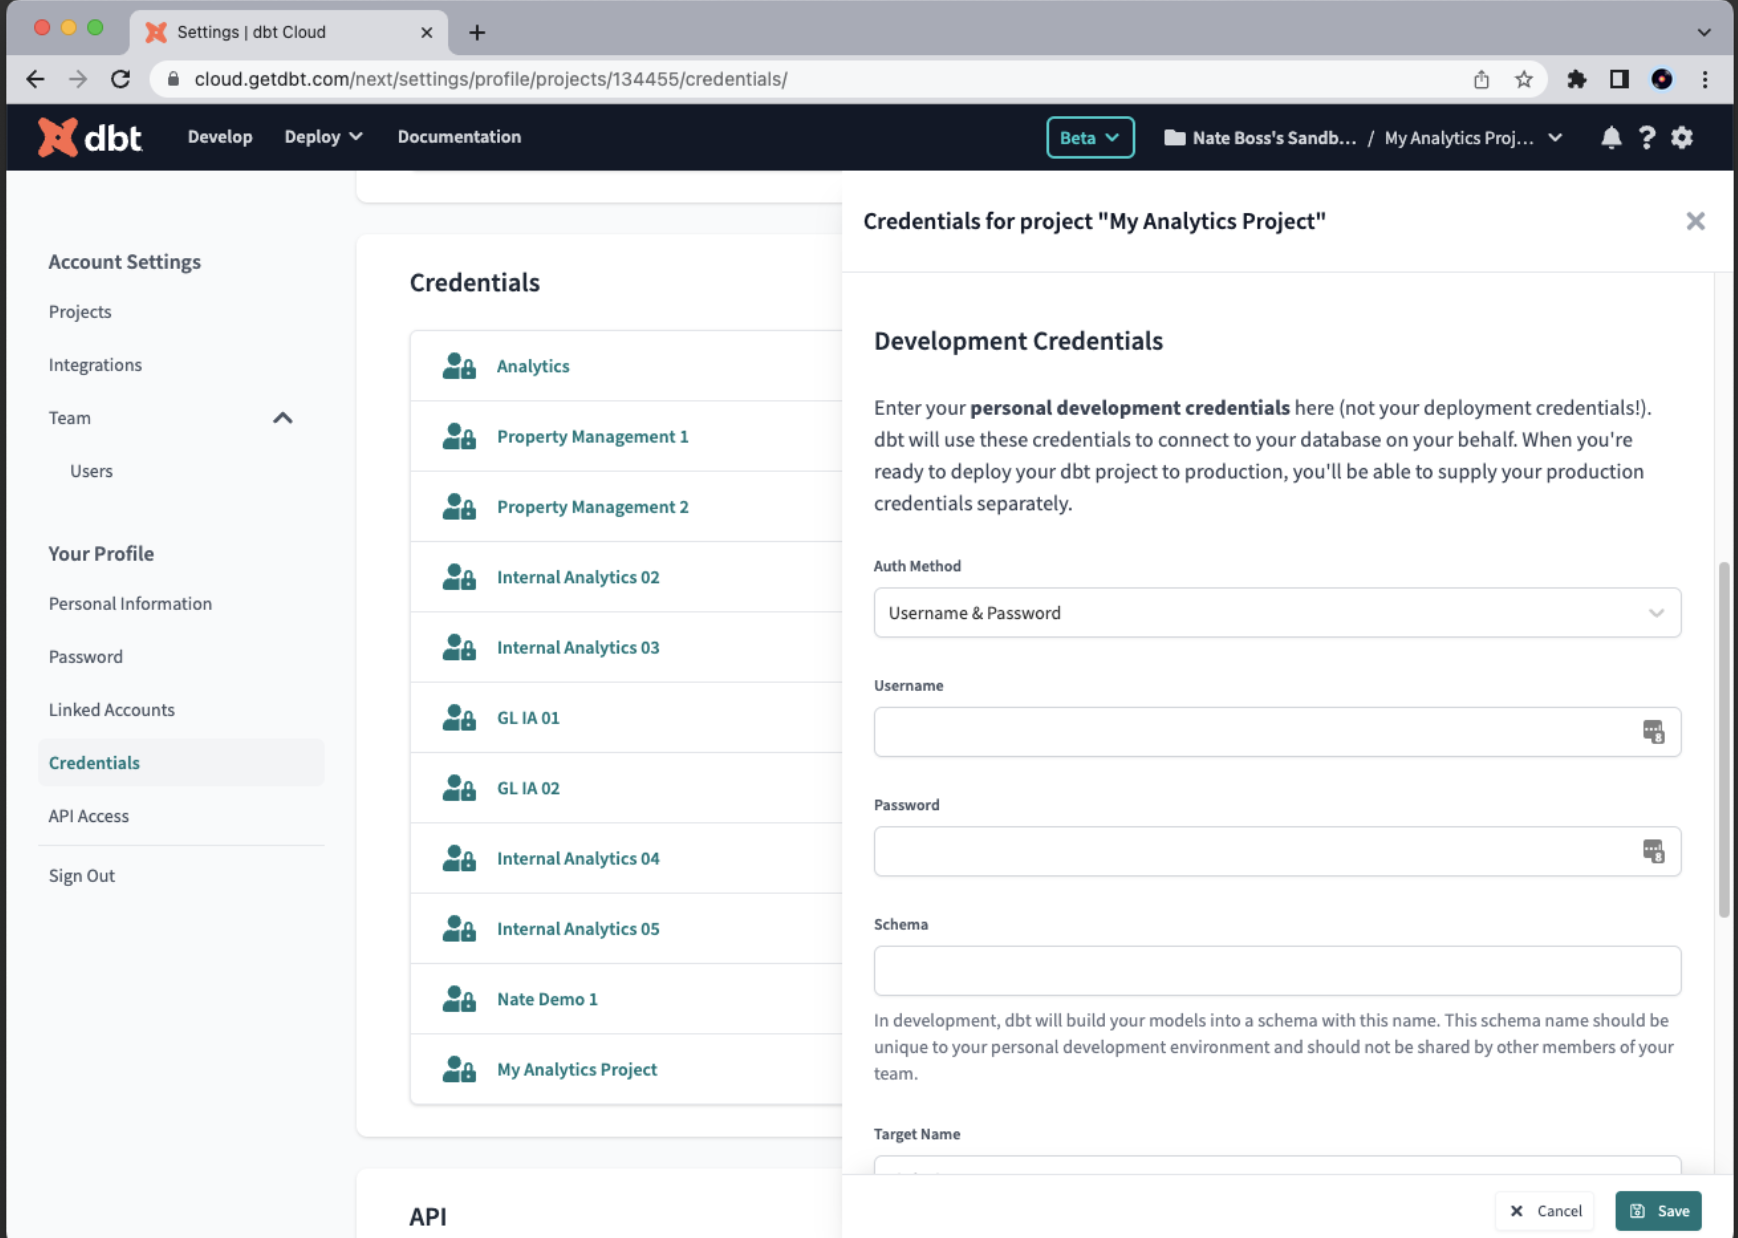 Settings | dbt Cloud
cloud.getdbt.com/next/settings/profile/projects/134455/credentials/
dbt
Develop
Deploy
Documentation
Beta
Nate Boss's Sandb... / My Analytics Proj...
Account Settings
Projects
Integrations
Team
Users
Your Profile
Personal Information
Password
Linked Accounts
Credentials
API Access
Sign Out
Credentials
Analytics
Property Management 1
Property Management 2
Internal Analytics 02
Internal Analytics 03
GL IA 01
GL IA 02
Internal Analytics 04
Internal Analytics 05
Nate Demo 1
My Analytics Project
API
Credentials for project "My Analytics Project"
Development Credentials
Enter your personal development credentials here (not your deployment credentials!).
dbt will use these credentials to connect to your database on your behalf. When you're
ready to deploy your dbt project to production, you'll be able to supply your production
credentials separately.
Auth Method
Username & Password
Username
8
Password
8
Schema
In development, dbt will build your models into a schema with this name. This schema name should be
unique to your personal development environment and should not be shared by other members of your
team.
Target Name
Cancel
Save